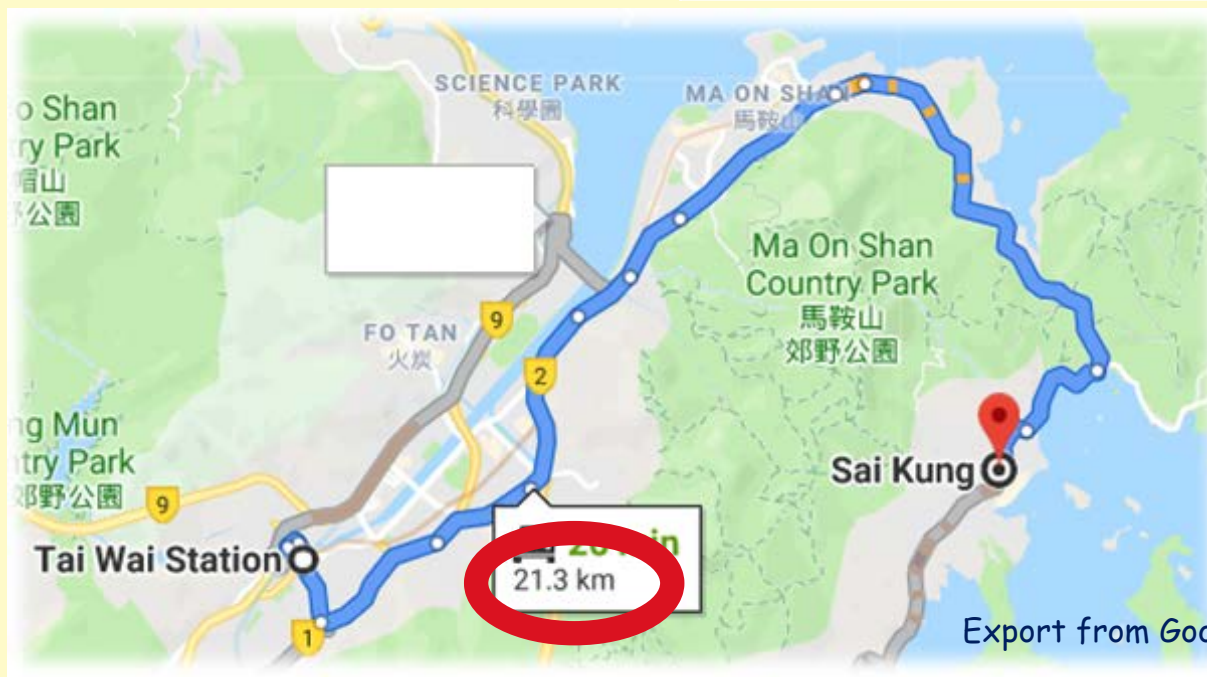 SCIENCE PARK
科學園
MA ON SHAN
馬鞍山
o Shan
ry Park
帽山
公園
Ma On Shan
Country Park
馬鞍山
郊野公園
9
FO TAN
火炭
2
ng Mun
try Park
郊野公園
9
Sai Kung
Tai Wai Station
21.3 km
1
Export from Goo